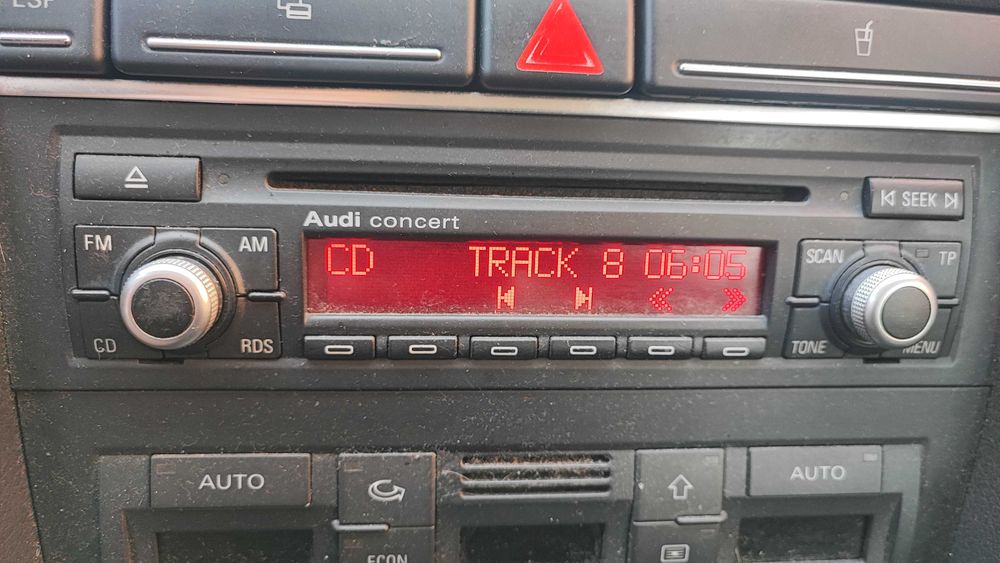 ESP
SEEK
Audi concert
FM
AM
CD TRACK 8 06:05
SCAN
TP
CD
RDS
TONE
MENU
AUTO
AUTO
ECON